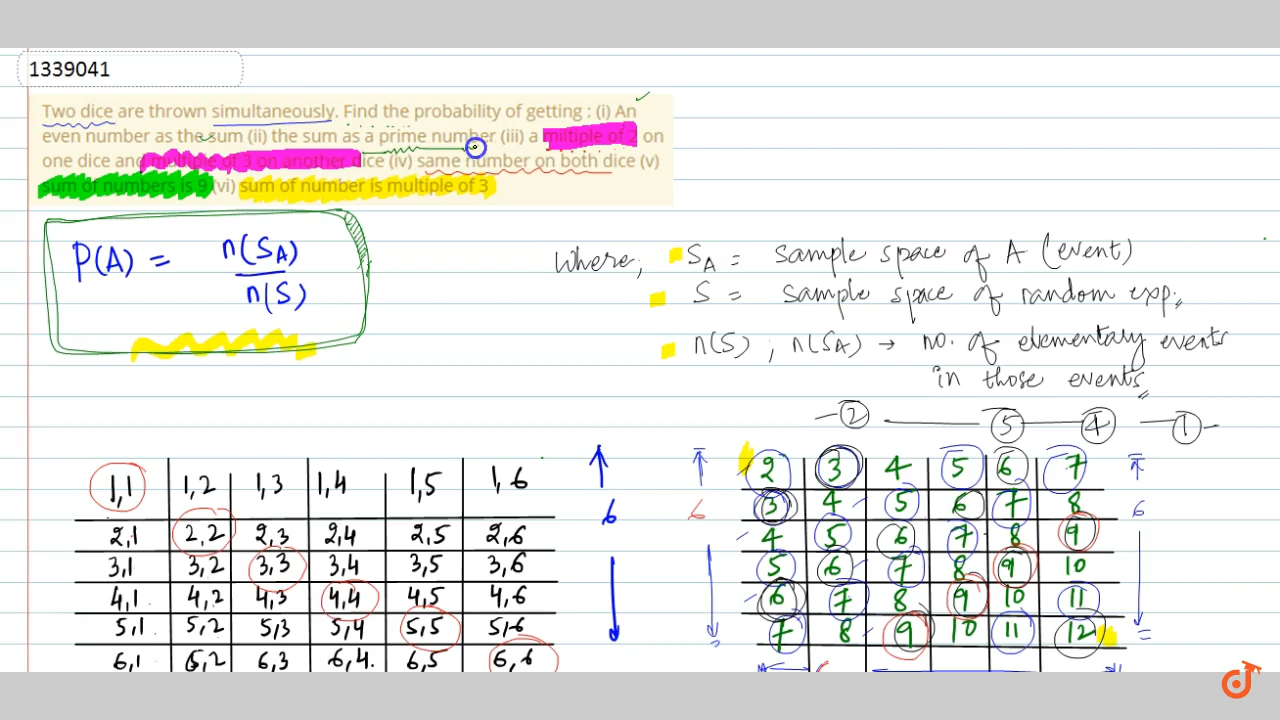 1339041
Two dice are thrown simultaneously. Find the probability of getting : (i) An
even number as the sum (ii) the sum as a prime number (iii) a miltiple of 2 on
one dice and multiple of 3 on another dice (iv) same number on both dice (v)
sum of numbers is 9 (vi) sum of number is multiple of 3
P(A) = n(SA)
n(S)
where; SA = sample space of A (event)
S = sample space of random exp.
n(S) ; n(SA) → no. of elementary events
in those events
2 5 4 1
1,1 1,2 1,3 1,4 1,5 1,6
2,1 2,2 2,3 2,4 2,5 2,6
3,1 3,2 3,3 3,4 3,5 3,6
4,1 4,2 4,3 4,4 4,5 4,6
5,1 5,2 5,3 5,4 5,5 5,6
6,1 6,2 6,3 6,4 6,5 6,6
6
6
2 3 4 5 6 7
3 4 5 6 7 8
4 5 6 7 8 9
5 6 7 8 9 10
6 7 8 9 10 11
7 8 9 10 11 12
6